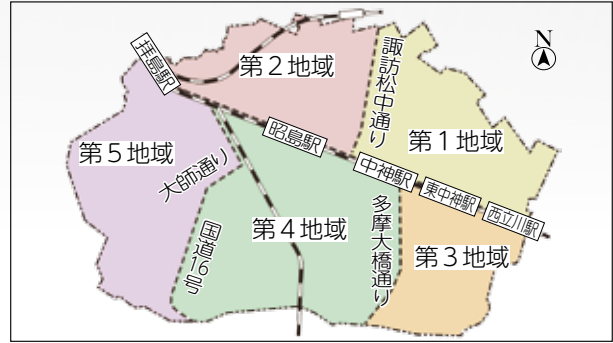 拝島駅
第２地域
諏訪松中通り
N
第１地域
昭島駅
第５地域
大師通り
中神駅
東中神駅
西立川駅
第４地域
国道16号
多摩大橋通り
第３地域